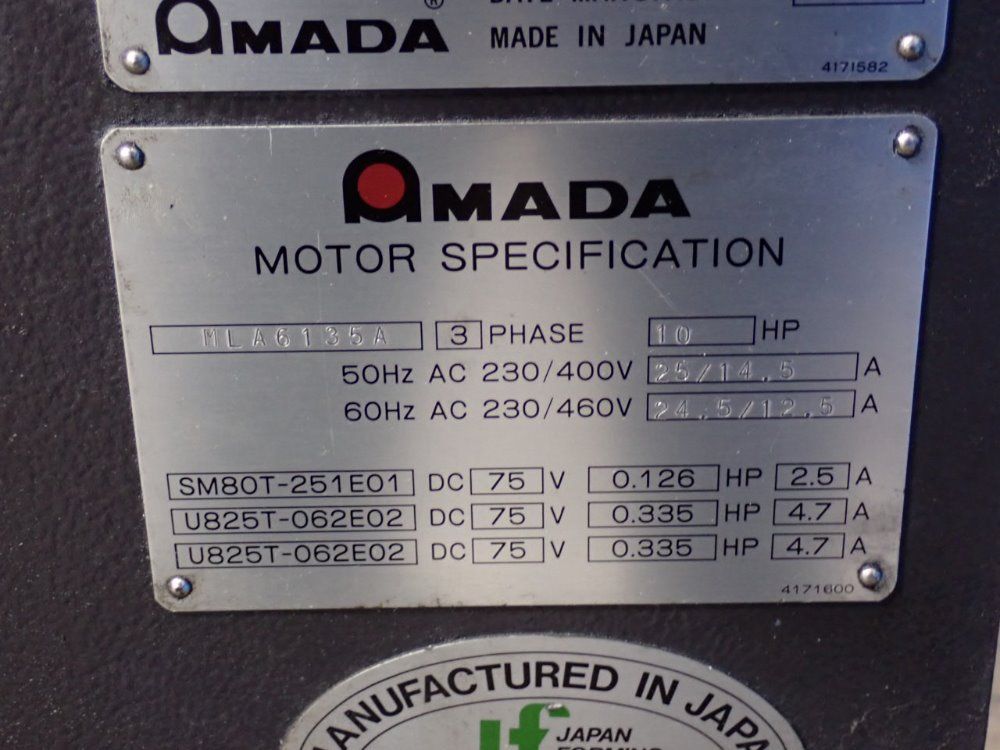 AMADA ®
MADE IN JAPAN
4171582
AMADA
MOTOR SPECIFICATION
MLA6135A 3 PHASE 10 HP
50Hz AC 230/400V 25/14.5 A
60Hz AC 230/460V 24.5/12.5 A
SM80T-251E01 DC 75 V 0.126 HP 2.5 A
U825T-062E02 DC 75 V 0.335 HP 4.7 A
U825T-062E02 DC 75 V 0.335 HP 4.7 A
4171600
MANUFACTURED IN JAPAN
JAPAN
FORMING